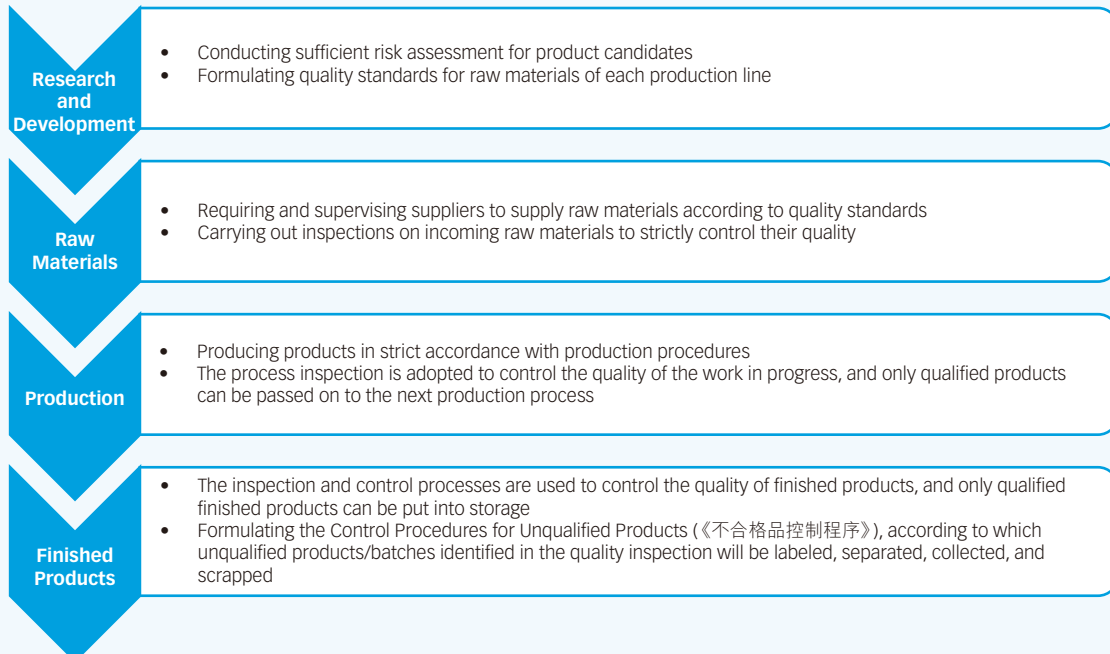 Research
and
Development
• Conducting sufficient risk assessment for product candidates
• Formulating quality standards for raw materials of each production line
Raw
Materials
• Requiring and supervising suppliers to supply raw materials according to quality standards
• Carrying out inspections on incoming raw materials to strictly control their quality
Production
• Producing products in strict accordance with production procedures
• The process inspection is adopted to control the quality of the work in progress, and only qualified products
can be passed on to the next production process
Finished
Products
• The inspection and control processes are used to control the quality of finished products, and only qualified
finished products can be put into storage
• Formulating the Control Procedures for Unqualified Products (《不合格品控制程序》), according to which
unqualified products/batches identified in the quality inspection will be labeled, separated, collected, and
scrapped